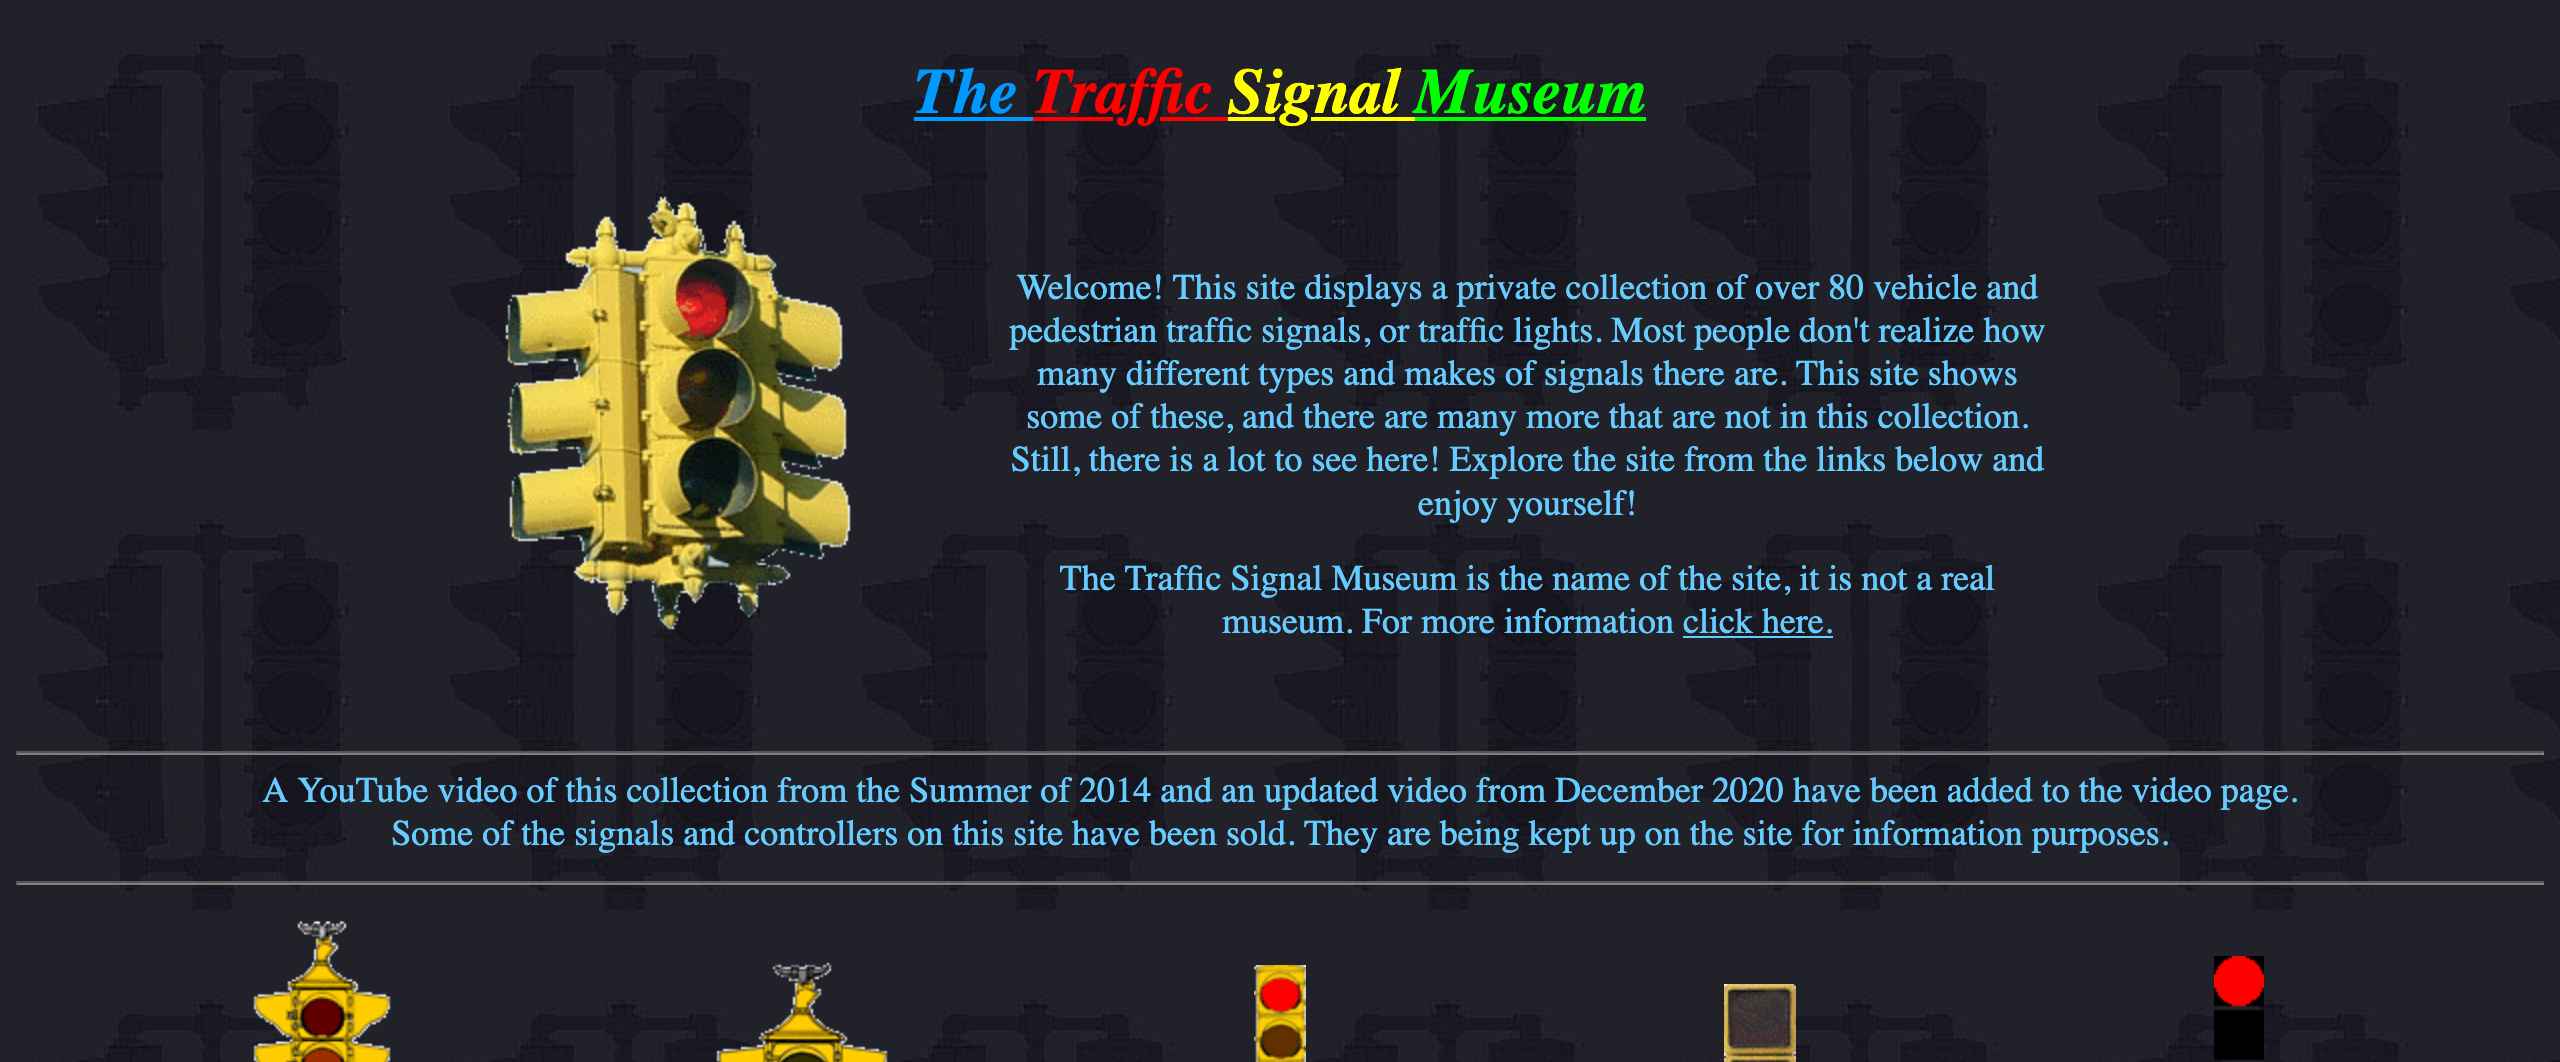 The Traffic Signal Museum
Welcome! This site displays a private collection of over 80 vehicle and
pedestrian traffic signals, or traffic lights. Most people don't realize how
many different types and makes of signals there are. This site shows
some of these, and there are many more that are not in this collection.
Still, there is a lot to see here! Explore the site from the links below and
enjoy yourself!
The Traffic Signal Museum is the name of the site, it is not a real
museum. For more information click here.
A YouTube video of this collection from the Summer of 2014 and an updated video from December 2020 have been added to the video page.
Some of the signals and controllers on this site have been sold. They are being kept up on the site for information purposes.